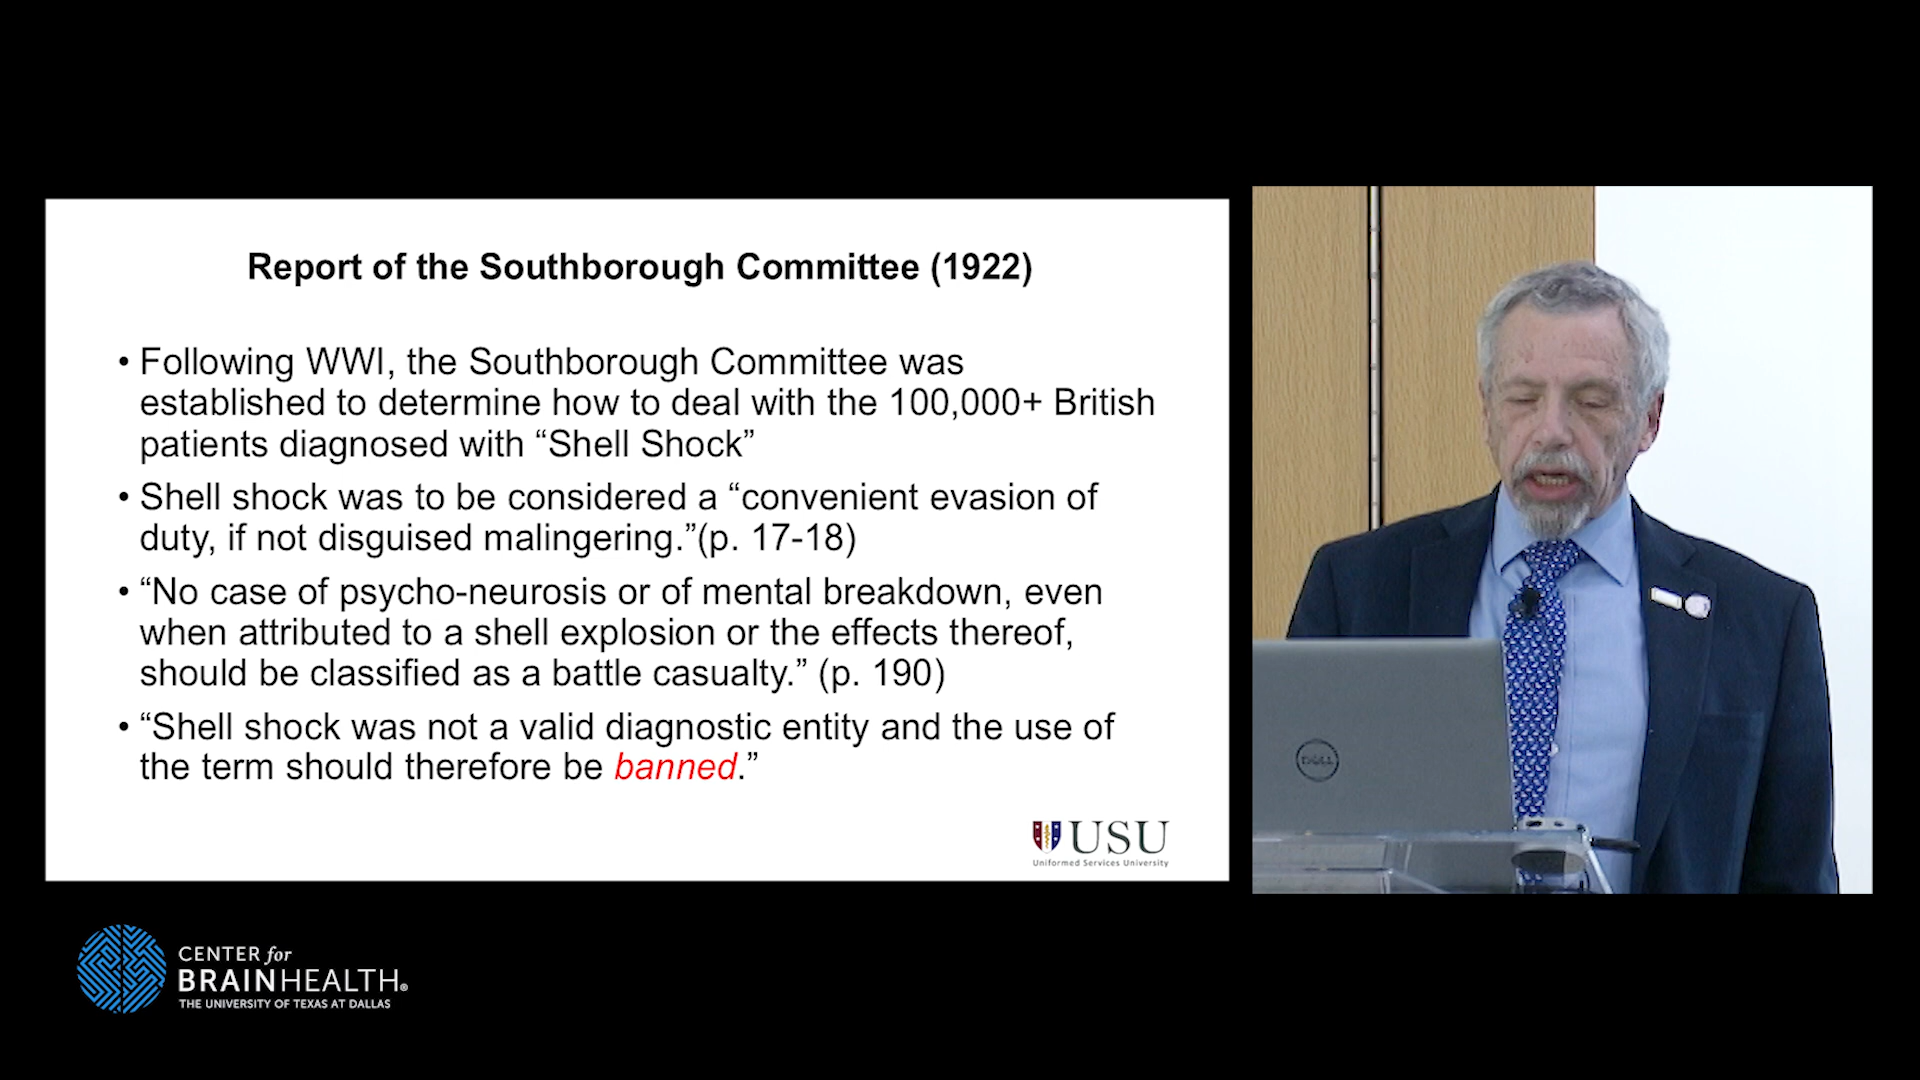 Report of the Southborough Committee (1922)
• Following WWI, the Southborough Committee was
established to determine how to deal with the 100,000+ British
patients diagnosed with “Shell Shock”
• Shell shock was to be considered a “convenient evasion of
duty, if not disguised malingering.”(p. 17-18)
• “No case of psycho-neurosis or of mental breakdown, even
when attributed to a shell explosion or the effects thereof,
should be classified as a battle casualty.” (p. 190)
• “Shell shock was not a valid diagnostic entity and the use of
the term should therefore be banned.”
USU
Uniformed Services University
DELL
CENTER for
BRAINHEALTH®
THE UNIVERSITY OF TEXAS AT DALLAS